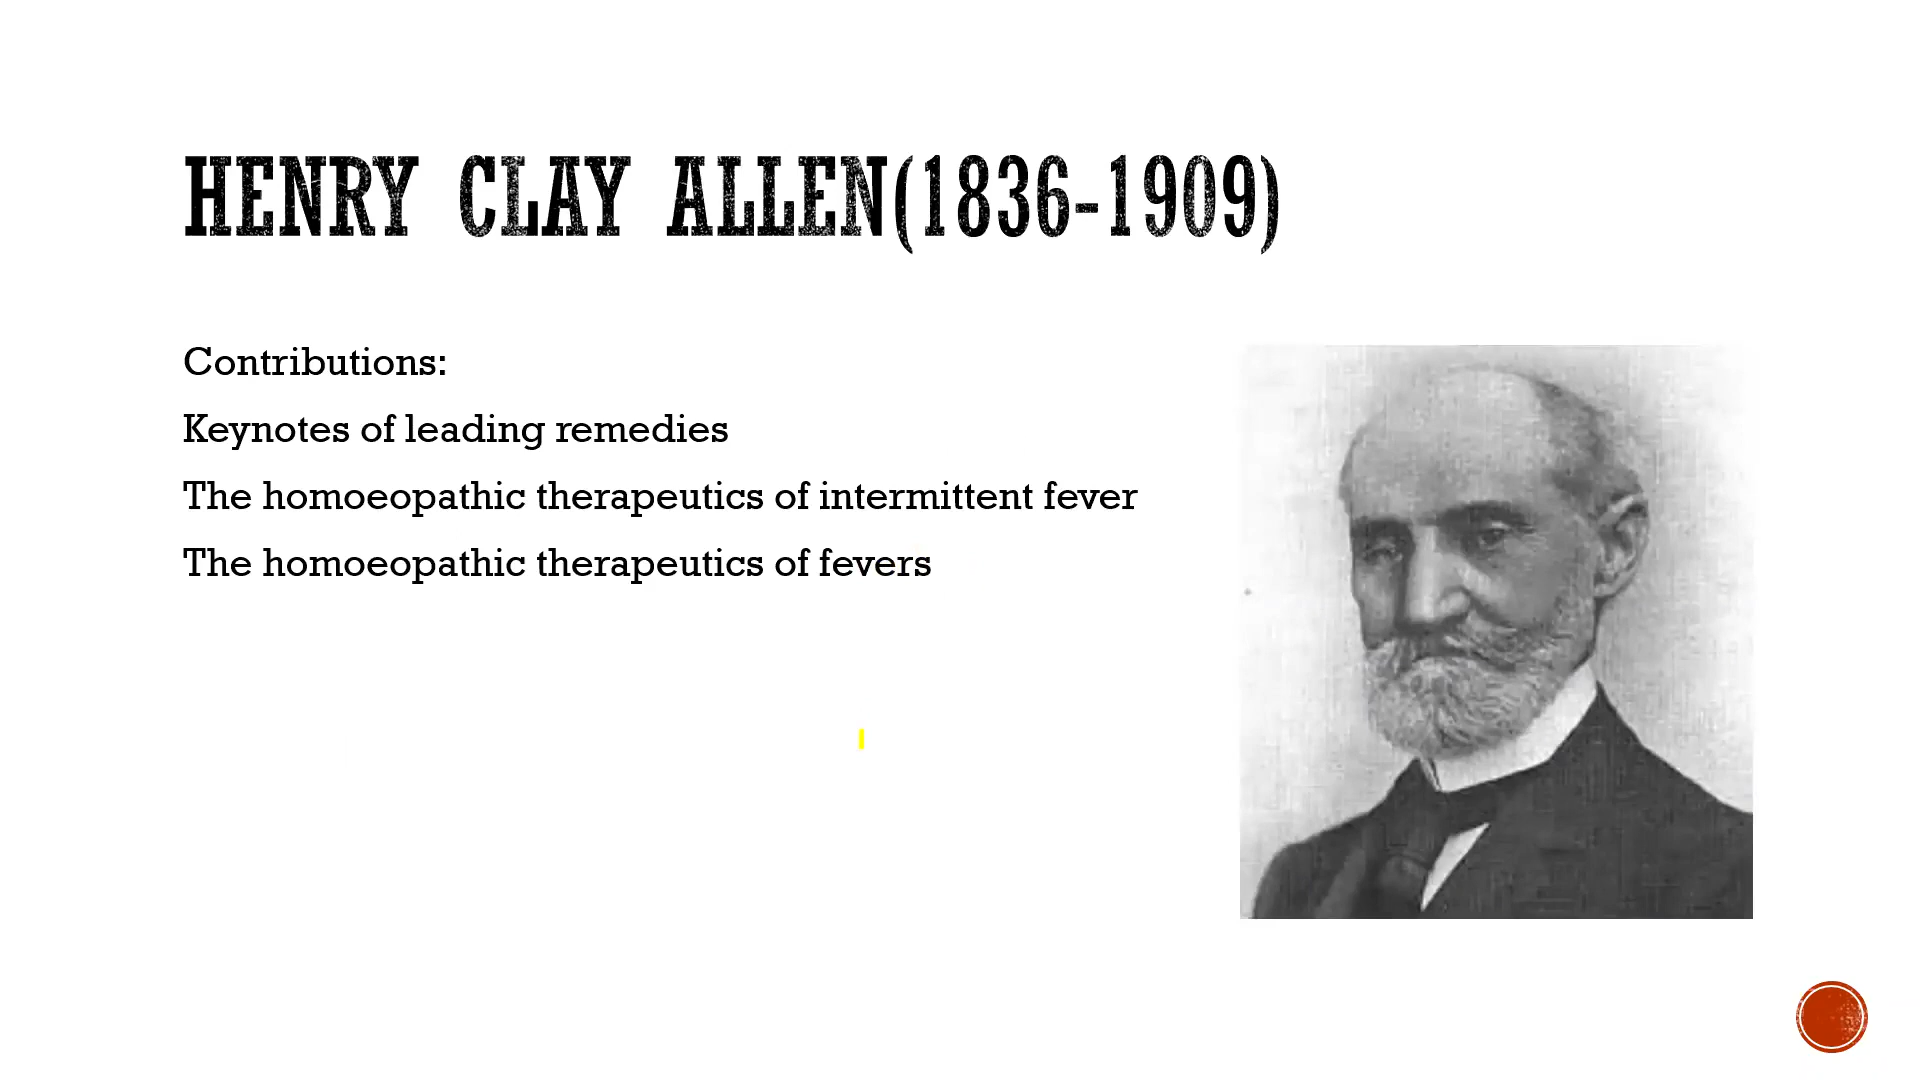 HENRY CLAY ALLEN(1836-1909)
Contributions:
Keynotes of leading remedies
The homoeopathic therapeutics of intermittent fever
The homoeopathic therapeutics of fevers